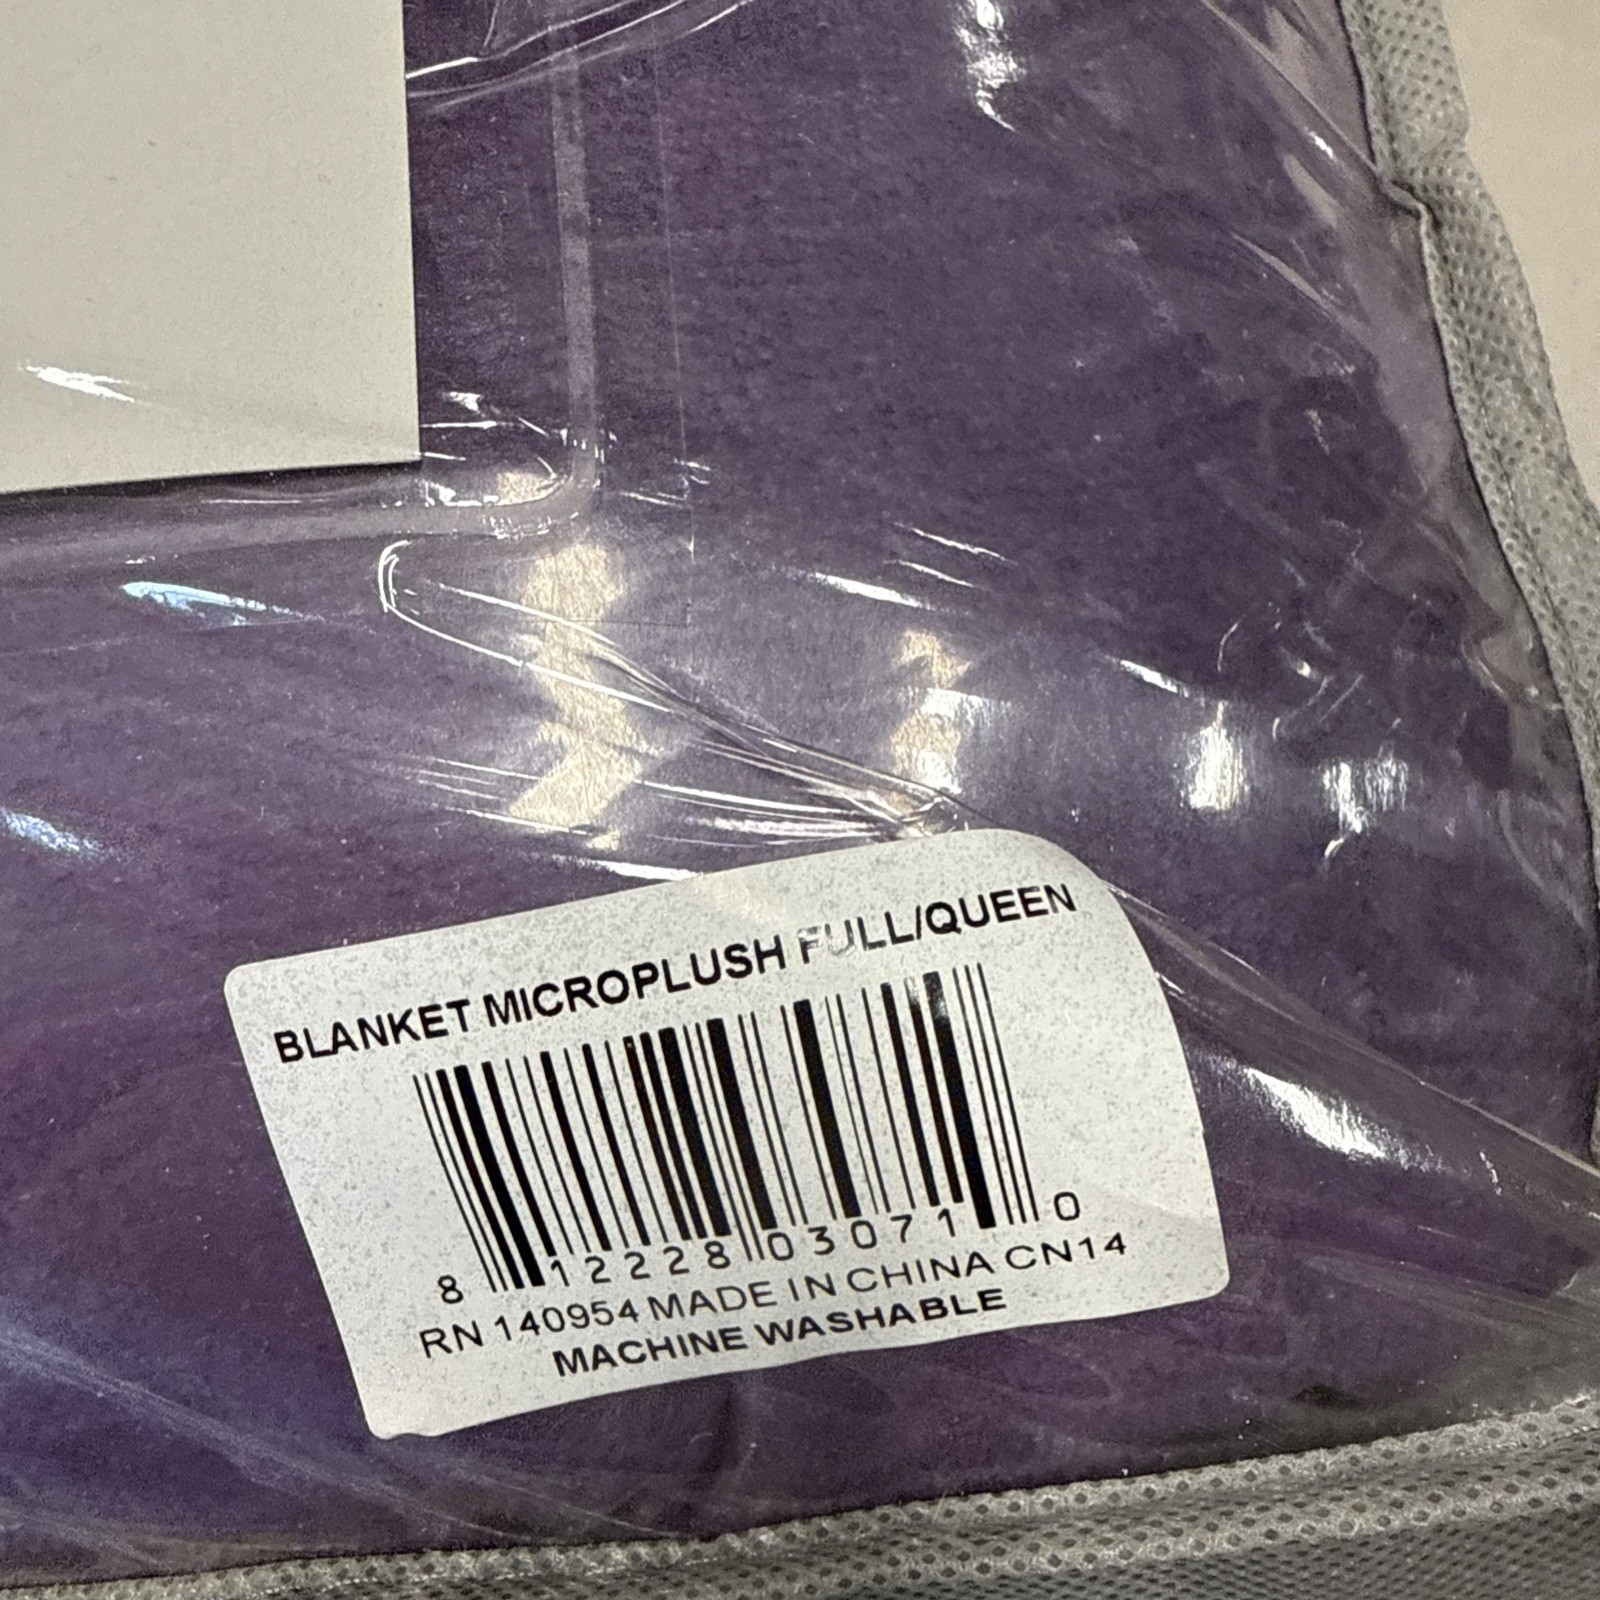 BLANKET MICROPLUSH FULL/QUEEN
8 12228 03071 0
RN 140954 MADE IN CHINA CN14
MACHINE WASHABLE